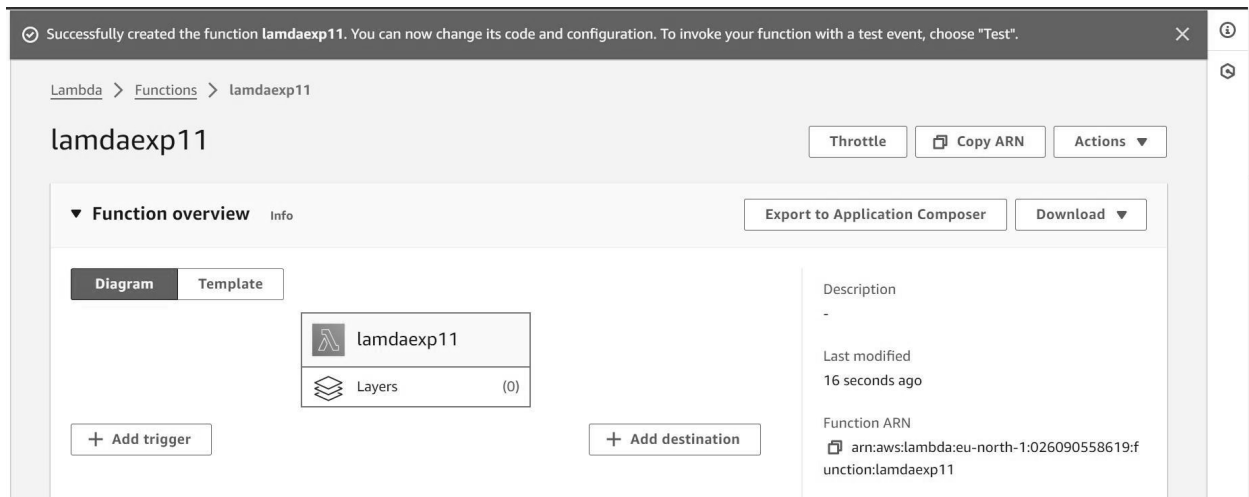 Successfully created the function lamdaexp11. You can now change its code and configuration. To invoke your function with a test event, choose "Test".
Lambda > Functions > lamdaexp11
lamdaexp11
Throttle
Copy ARN
Actions
Function overview Info
Export to Application Composer
Download
Diagram
Template
lamdaexp11
Layers (0)
+ Add trigger
+ Add destination
Description
-
Last modified
16 seconds ago
Function ARN
arn:aws:lambda:eu-north-1:026090558619:f
unction:lamdaexp11